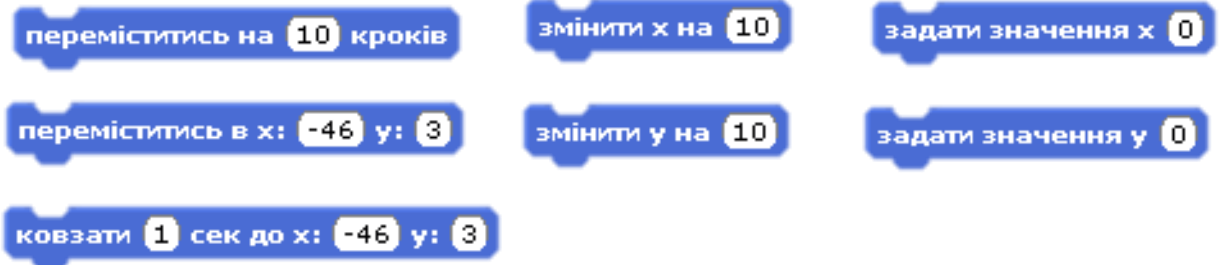 переміститись на 10 кроків
змінити x на 10
задати значення x 0
переміститись в x: -46 y: 3
змінити y на 10
задати значення y 0
ковзати 1 сек до x: -46 y: 3